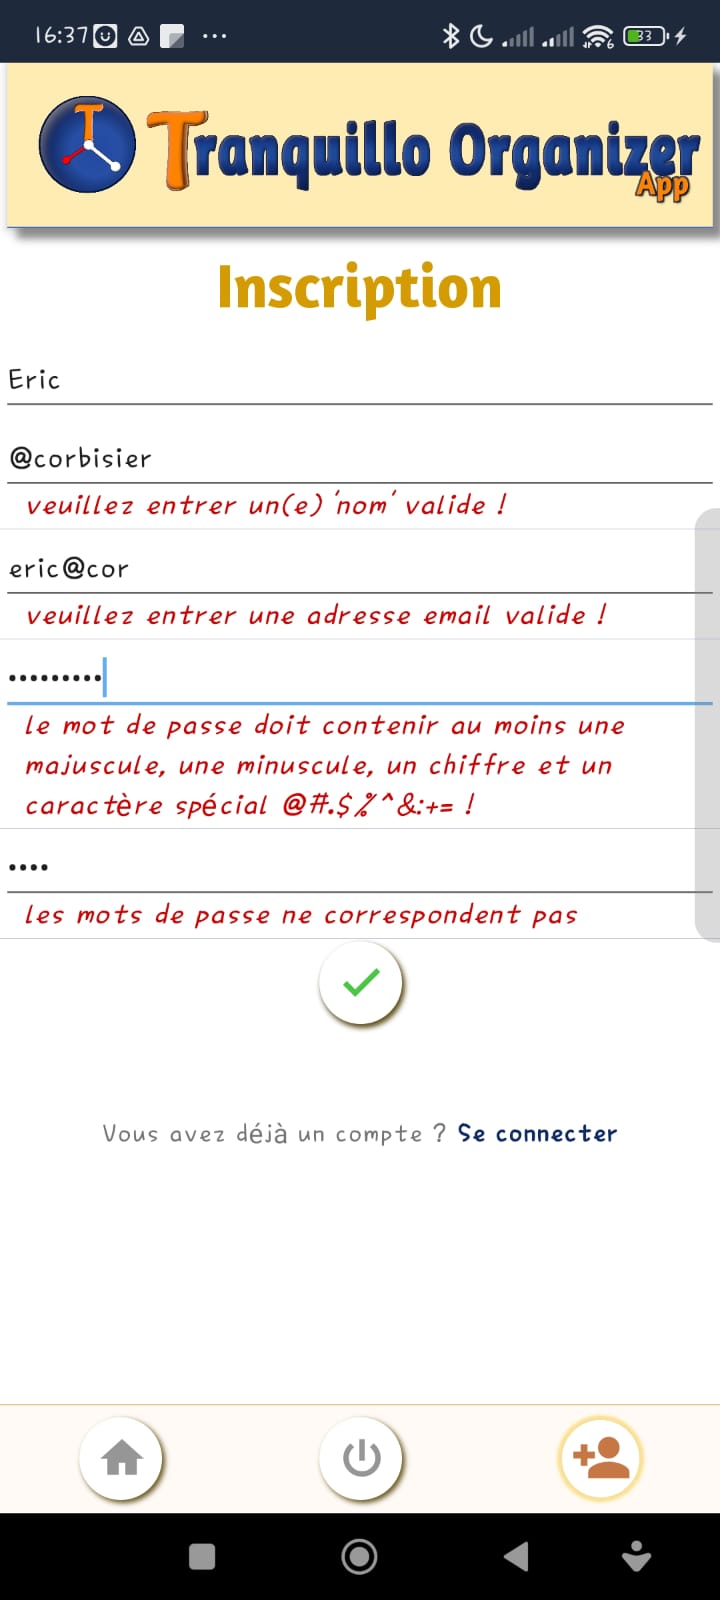 16:37
33
Tranquillo Organizer
App
Inscription
Eric
@corbisier
veuillez entrer un(e) 'nom' valide !
eric@cor
veuillez entrer une adresse email valide !
•••••••••
le mot de passe doit contenir au moins une
majuscule, une minuscule, un chiffre et un
caractère spécial @#.$%^&:+= !
••••
les mots de passe ne correspondent pas
Vous avez déjà un compte ? Se connecter